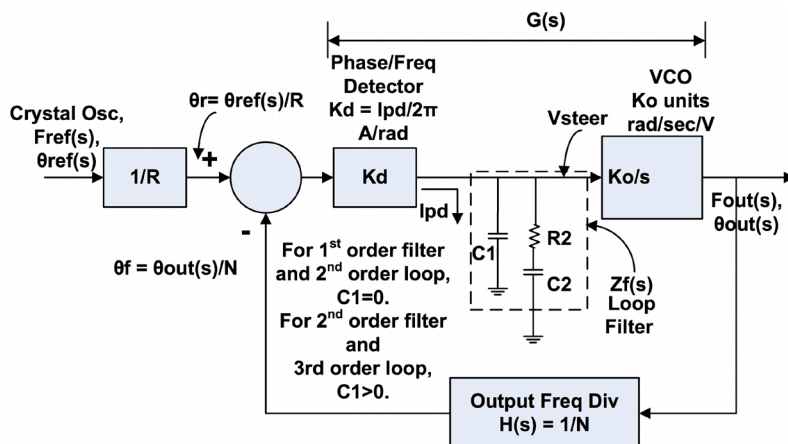 G(s)
Phase/Freq
Detector
Kd = Ipd/2π
A/rad
VCO
Ko units
rad/sec/V
Crystal Osc,
Fref(s),
θref(s)
θr= θref(s)/R
Vsteer
1/R
+
-
Kd
Ko/s
Ipd
Fout(s),
θout(s)
C1
R2
C2
Zf(s)
Loop
Filter
θf = θout(s)/N
For 1st order filter
and 2nd order loop,
C1=0.
For 2nd order filter
and
3rd order loop,
C1>0.
Output Freq Div
H(s) = 1/N